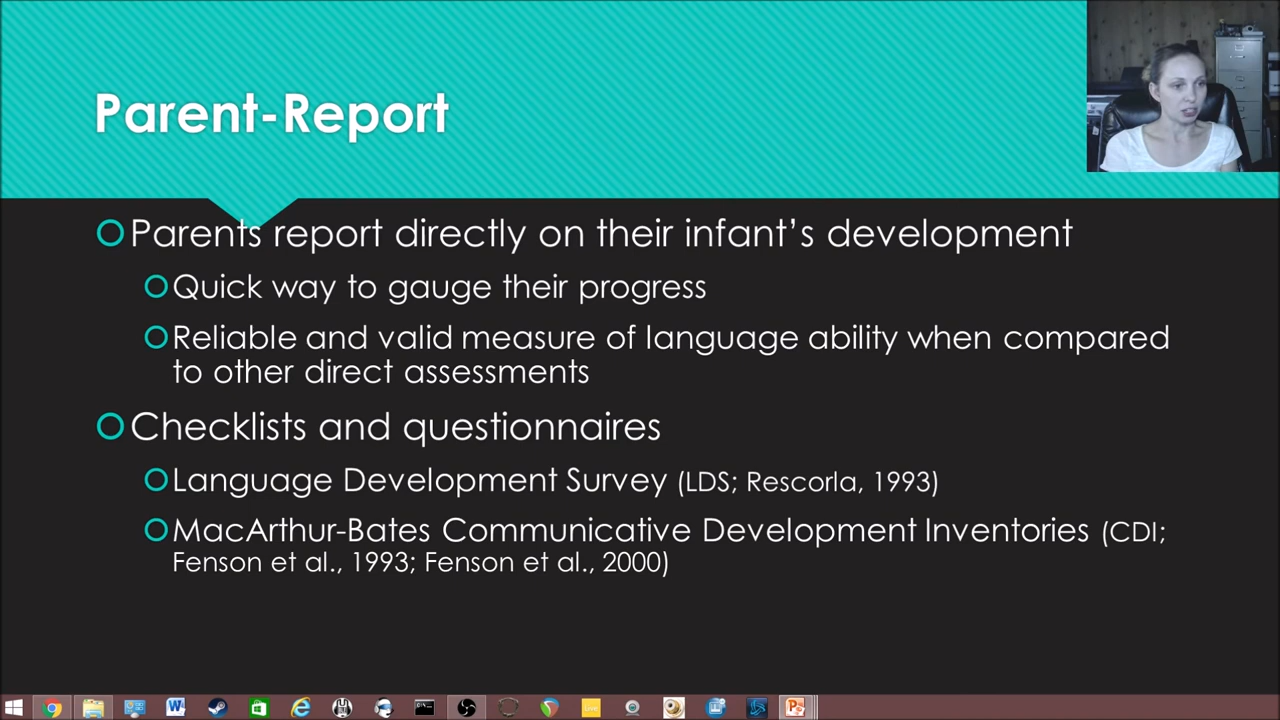 Parent-Report
Parents report directly on their infant's development
Quick way to gauge their progress
Reliable and valid measure of language ability when compared
to other direct assessments
Checklists and questionnaires
Language Development Survey (LDS; Rescorla, 1993)
MacArthur-Bates Communicative Development Inventories (CDI;
Fenson et al., 1993; Fenson et al., 2000)